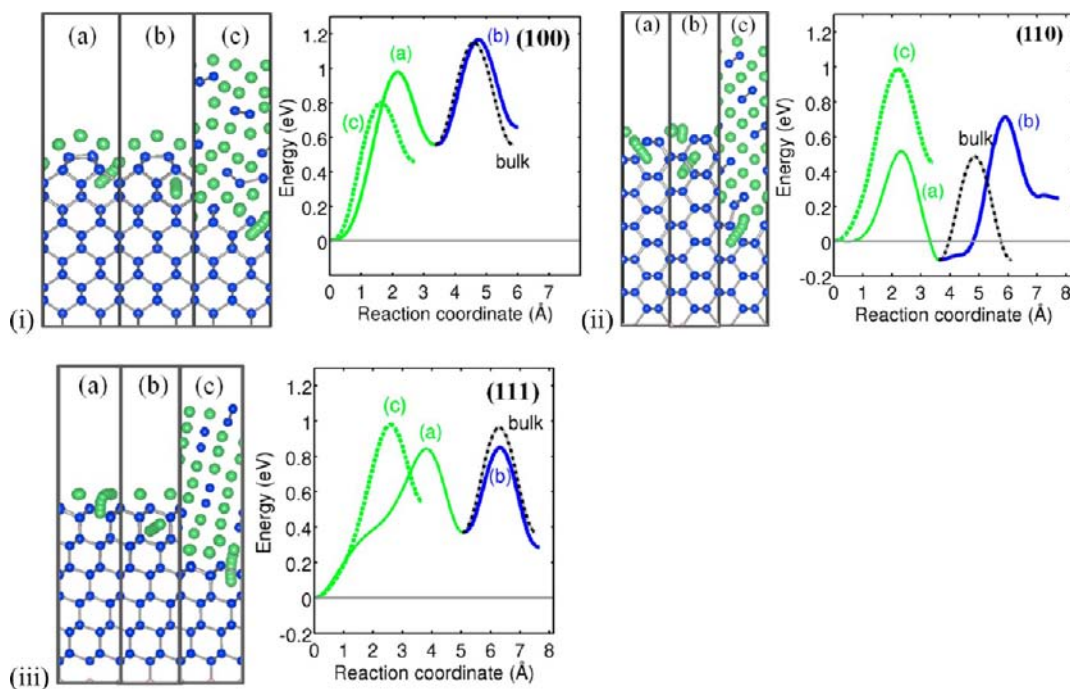 (a) (b) (c)
(i)
1.2
1
0.8
0.6
0.4
0.2
0
Energy (eV)
(100)
(a)
(b)
(c)
bulk
0 1 2 3 4 5 6 7 8
Reaction coordinate (Å)
(a) (b) (c)
(ii)
1.2
1
0.8
0.6
0.4
0.2
0
-0.2
Energy (eV)
(110)
(c)
bulk
(b)
(a)
0 1 2 3 4 5 6 7 8
Reaction coordinate (Å)
(a) (b) (c)
(iii)
1.2
1
0.8
0.6
0.4
0.2
0
-0.2
Energy (eV)
(111)
(c)
(a)
bulk
(b)
0 1 2 3 4 5 6 7 8
Reaction coordinate (Å)